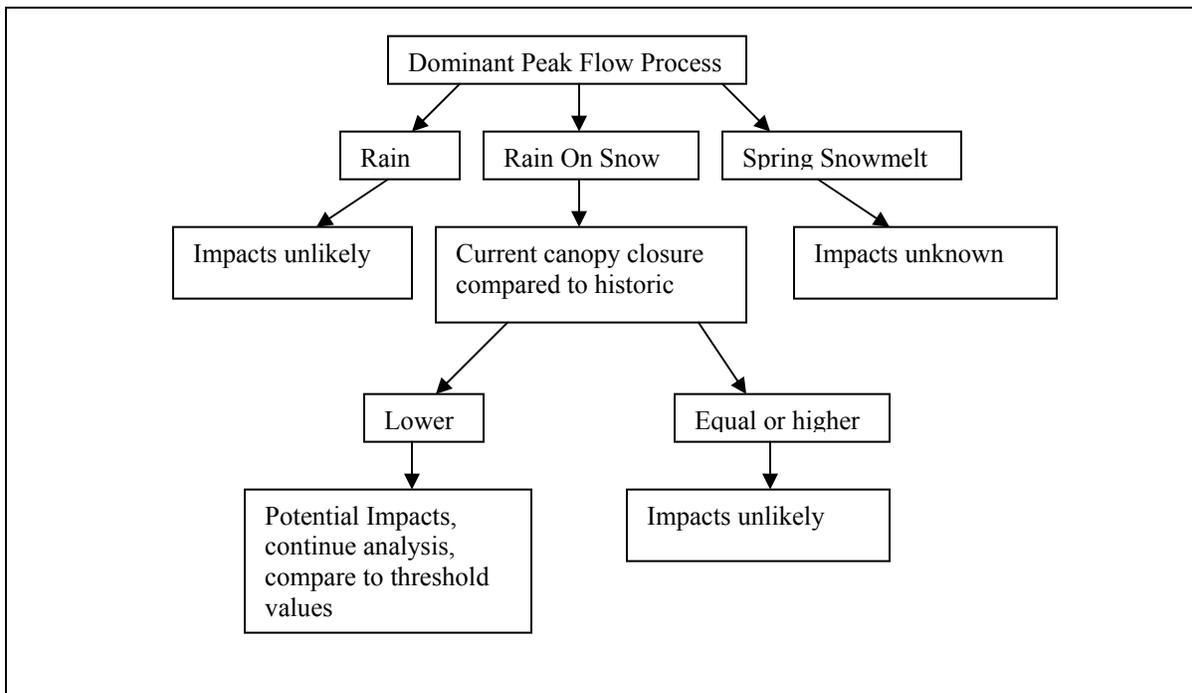 Dominant Peak Flow Process
Rain
Rain On Snow
Spring Snowmelt
Impacts unlikely
Current canopy closure
compared to historic
Impacts unknown
Lower
Equal or higher
Potential Impacts,
continue analysis,
compare to threshold
values
Impacts unlikely